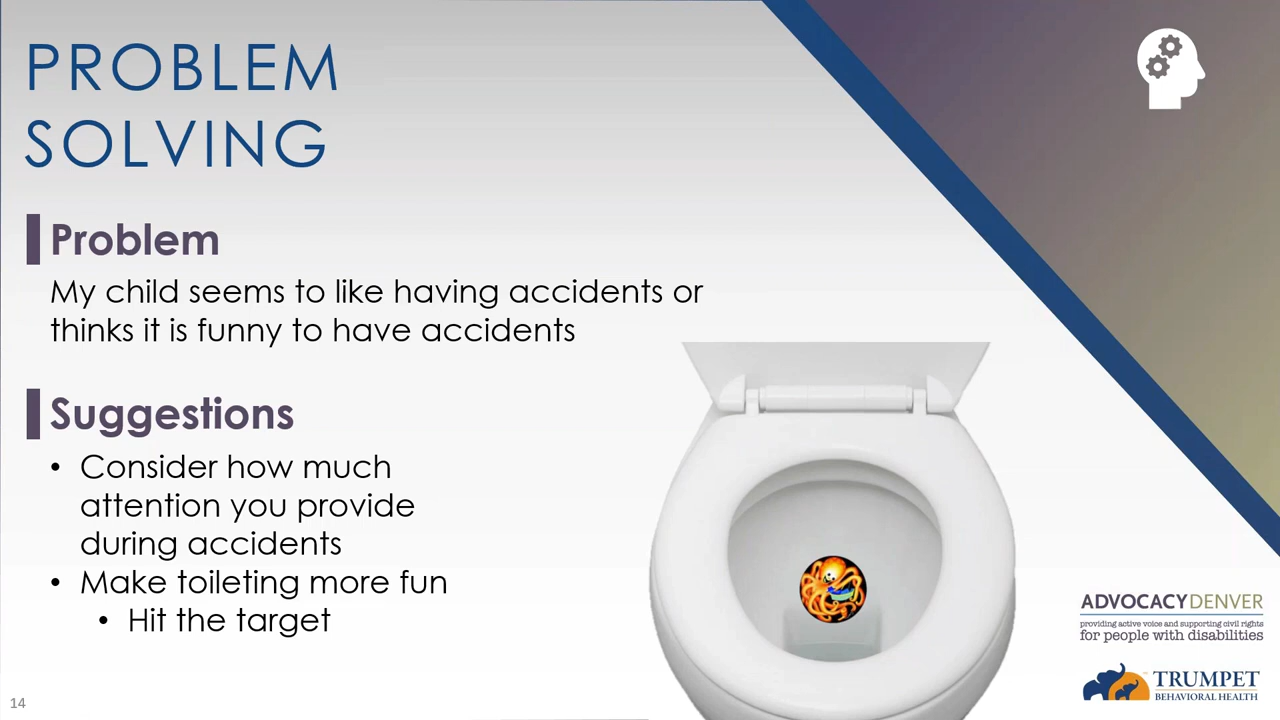 PROBLEM
SOLVING
Problem
My child seems to like having accidents or
thinks it is funny to have accidents
Suggestions
• Consider how much
attention you provide
during accidents
• Make toileting more fun
• Hit the target
ADVOCACYDENVER
providing active voice and supporting civil rights
for people with disabilities
TRUMPET
BEHAVIORAL HEALTH
14